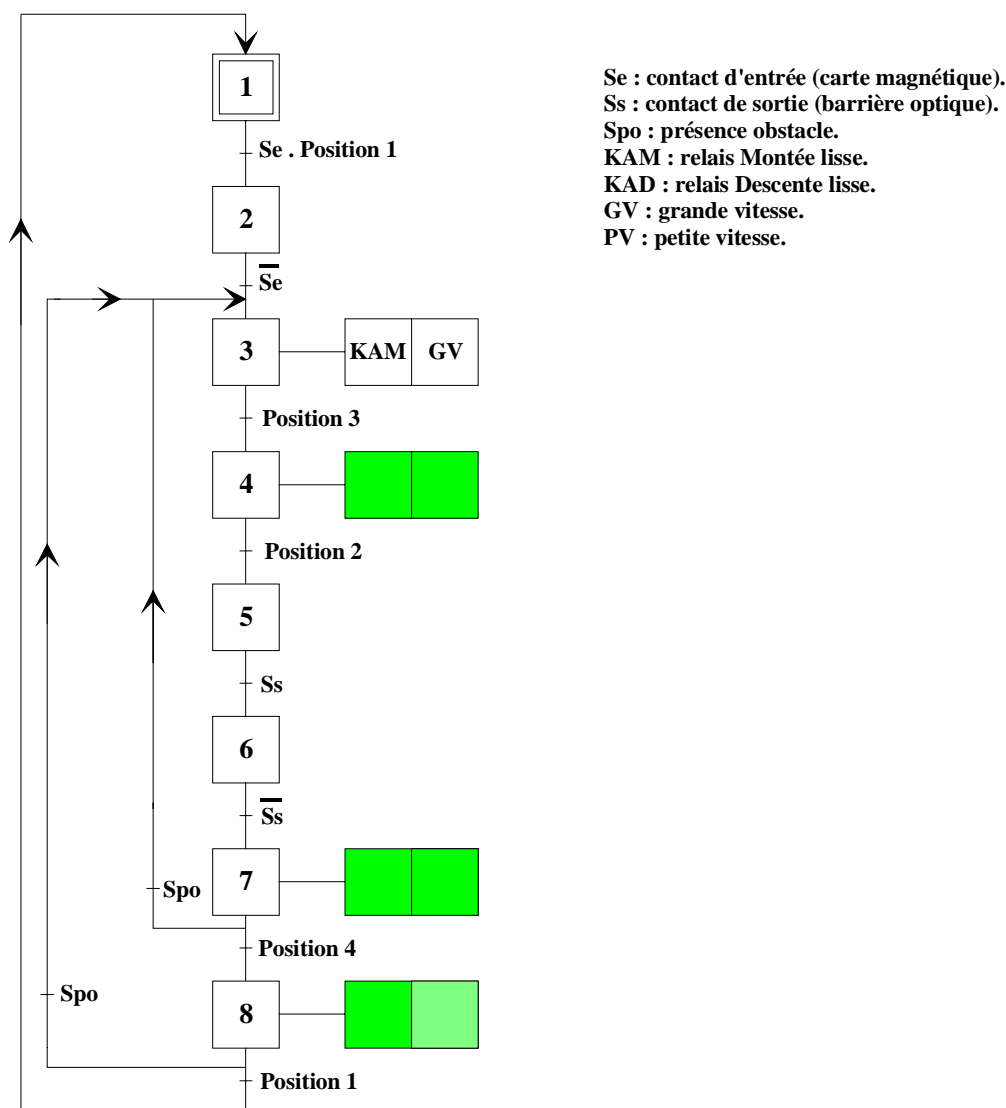 1
Se . Position 1
2
S̅e̅
3
KAM GV
Position 3
4
Position 2
5
Ss
6
S̅s̅
7
Spo
Position 4
8
Spo
Position 1
Se : contact d'entrée (carte magnétique).
Ss : contact de sortie (barrière optique).
Spo : présence obstacle.
KAM : relais Montée lisse.
KAD : relais Descente lisse.
GV : grande vitesse.
PV : petite vitesse.